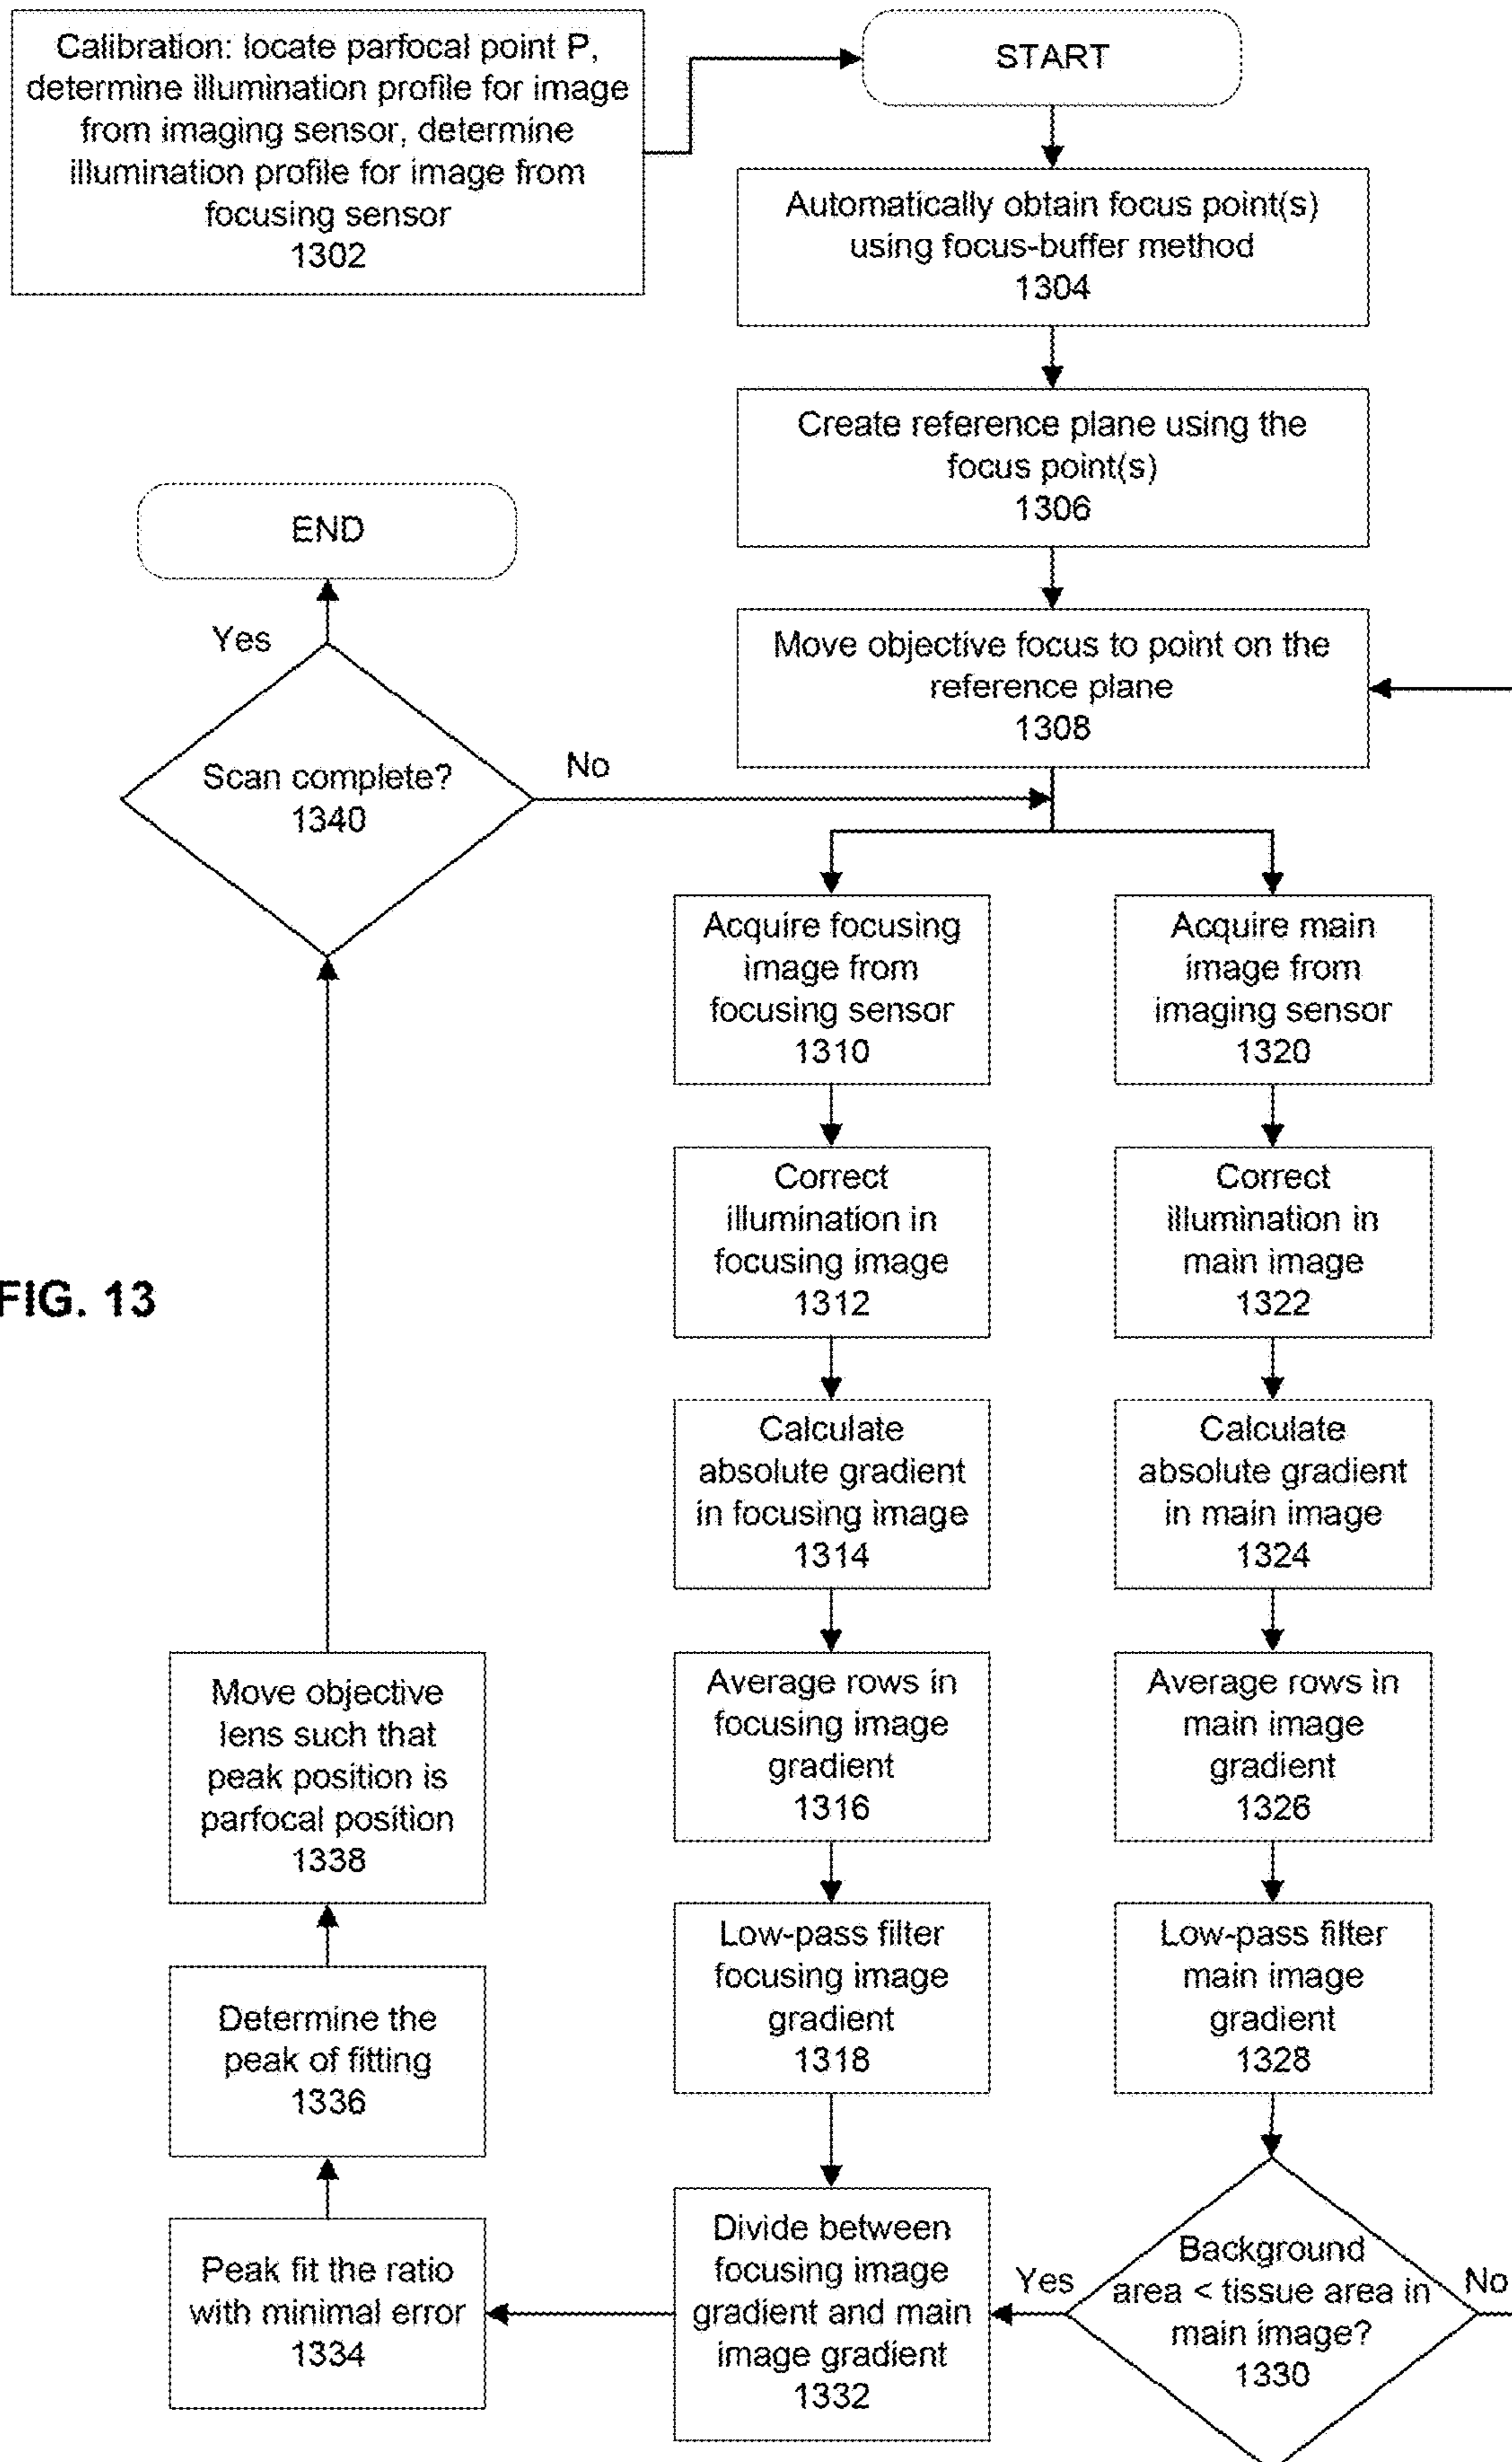 Calibration: locate parfocal point P,
determine illumination profile for image
from imaging sensor, determine
illumination profile for image from
focusing sensor
1302
START
Automatically obtain focus point(s)
using focus-buffer method
1304
Create reference plane using the
focus point(s)
1306
END
Yes
Move objective focus to point on the
reference plane
1308
Scan complete?
1340
No
Acquire focusing
image from
focusing sensor
1310
Acquire main
image from
imaging sensor
1320
Correct
illumination in
focusing image
1312
Correct
illumination in
main image
1322
FIG. 13
Calculate
absolute gradient
in focusing image
1314
Calculate
absolute gradient
in main image
1324
Move objective
lens such that
peak position is
parfocal position
1338
Average rows in
focusing image
gradient
1316
Average rows in
main image
gradient
1326
Low-pass filter
focusing image
gradient
1318
Low-pass filter
main image
gradient
1328
Determine the
peak of fitting
1336
Peak fit the ratio
with minimal error
1334
Divide between
focusing image
gradient and main
image gradient
1332
Yes
Background
area < tissue area in
main image?
1330
No